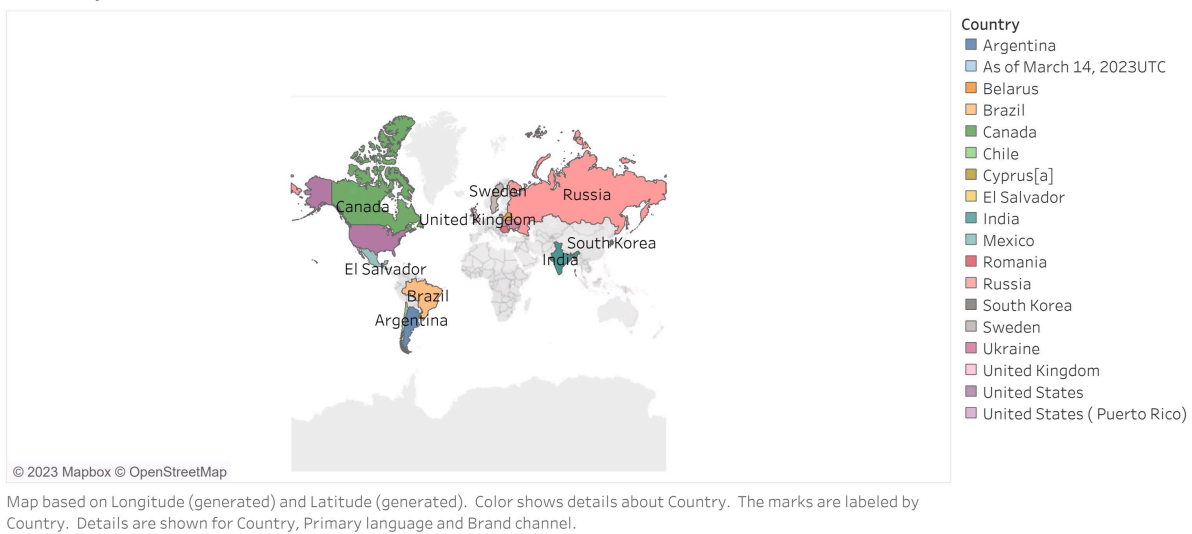 Country
Argentina
As of March 14, 2023UTC
Belarus
Brazil
Canada
Chile
Cyprus[a]
El Salvador
India
Mexico
Romania
Russia
South Korea
Sweden
Ukraine
United Kingdom
United States
United States ( Puerto Rico)
Sweden
Russia
Canada
United Kingdom
South Korea
India
El Salvador
Brazil
Argentina
© 2023 Mapbox © OpenStreetMap
Map based on Longitude (generated) and Latitude (generated). Color shows details about Country. The marks are labeled by
Country. Details are shown for Country, Primary language and Brand channel.